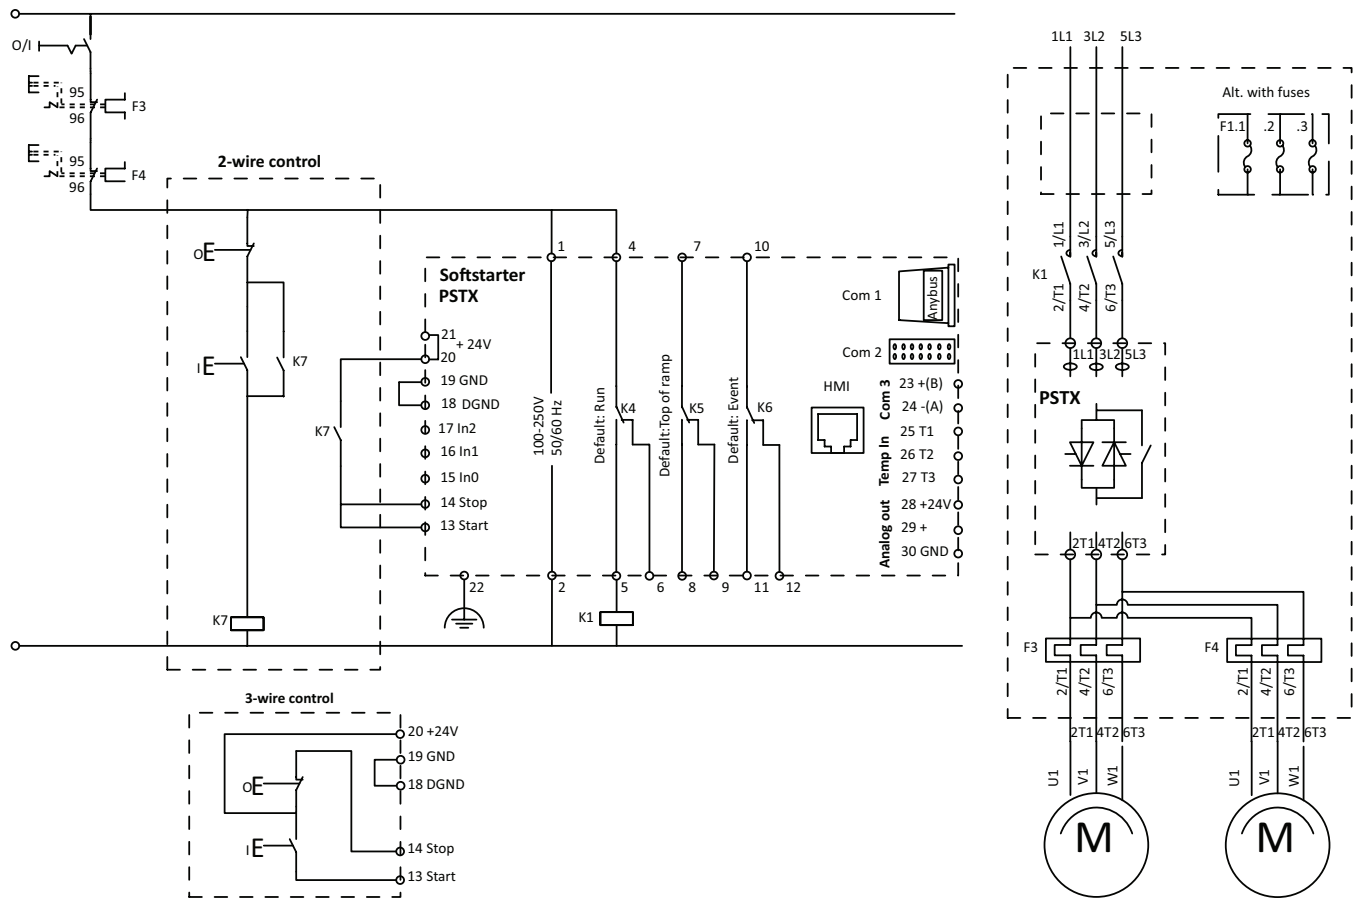 O/I
95
96
F3
95
96
F4
2-wire control
O
I
K7
K7
K7
Softstarter
PSTX
1
4
7
10
21
+ 24V
20
19 GND
18 DGND
17 In2
16 In1
15 In0
14 Stop
13 Start
22
100-250V
50/60 Hz
Default: Run
K4
Default:Top of ramp
K5
Default: Event
K6
2
5
6
8
9
11
12
K1
Com 1
Anybus
Com 2
HMI
Com 3
23 +(B)
24 -(A)
Temp In
25 T1
26 T2
27 T3
Analog out
28 +24V
29 +
30 GND
3-wire control
20 +24V
19 GND
18 DGND
O
I
14 Stop
13 Start
1L1 3L2 5L3
Alt. with fuses
F1.1 .2 .3
1/L1 3/L2 5/L3
K1
2/T1 4/T2 6/T3
1L1 3L2 5L3
PSTX
2T1 4T2 6T3
F3
2/T1 4/T2 6/T3
F4
2/T1 4/T2 6/T3
2T1 4T2 6T3
2T1 4T2 6T3
U1 V1 W1
U1 V1 W1
M
M